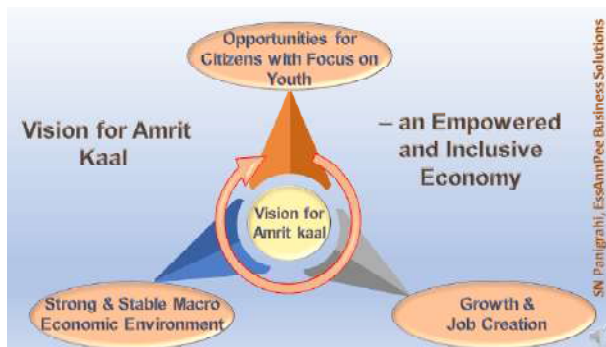 Opportunities for
Citizens with Focus on
Youth
Vision for Amrit
Kaal
– an Empowered
and Inclusive
Economy
Vision for
Amrit kaal
Strong & Stable Macro
Economic Environment
Growth &
Job Creation
SN Panigrahi, EssAnnPee Business Solutions